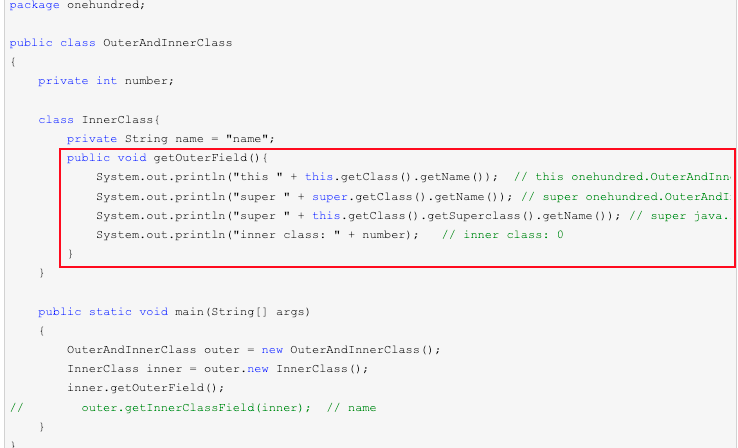 package onehundred;
public class OuterAndInnerClass
{
private int number;
class InnerClass{
private String name = "name";
public void getOuterField(){
System.out.println("this " + this.getClass().getName());  // this onehundred.OuterAndInn
System.out.println("super " + super.getClass().getName()); // super onehundred.OuterAndI
System.out.println("super " + this.getClass().getSuperclass().getName()); // super java.
System.out.println("inner class: " + number);   // inner class: 0
}
}
public static void main(String[] args)
{
OuterAndInnerClass outer = new OuterAndInnerClass();
InnerClass inner = outer.new InnerClass();
inner.getOuterField();
//        outer.getInnerClassField(inner);  // name
}
}